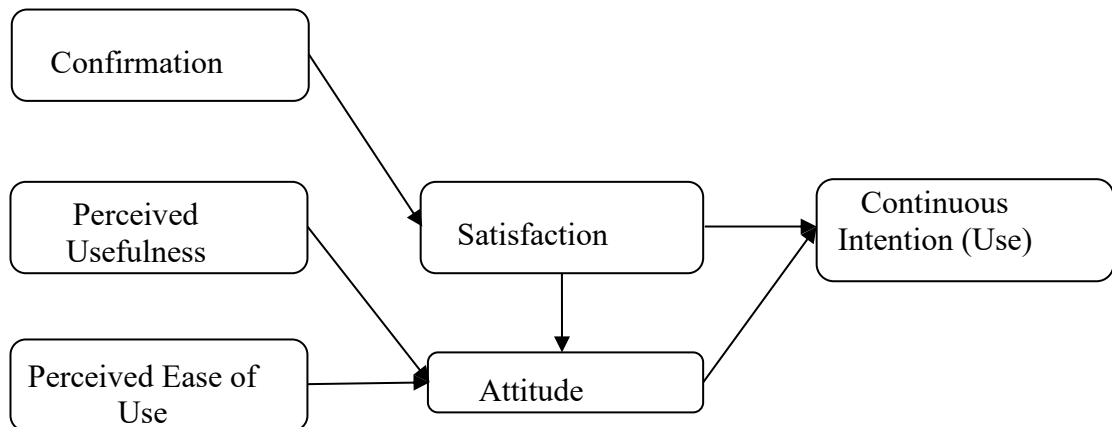 Confirmation
Perceived
Usefulness
Perceived Ease of
Use
Satisfaction
Attitude
Continuous
Intention (Use)